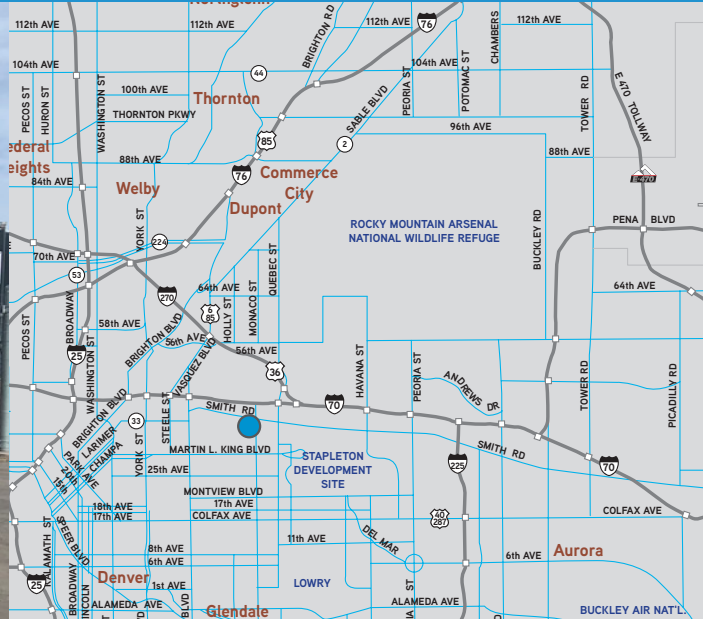 112th AVE
112th AVE
112th AVE
112th AVE
76
BRIGHTON RD
CHAMBERS
104th AVE
44
104th AVE
PECOS ST
HURON ST
WASHINGTON ST
100th AVE
Thornton
THORNTON PKWY
PEORIA ST
POTOMAC ST
SABLE BLVD
TOWER RD
E 470 TOLLWAY
96th AVE
85
2
88th AVE
88th AVE
84th AVE
76
Commerce
City
E-470
Welby
Dupont
YORK ST
ROCKY MOUNTAIN ARSENAL
NATIONAL WILDLIFE REFUGE
BUCKLEY RD
PENA BLVD
224
70th AVE
53
QUEBEC ST
64th AVE
64th AVE
270
6
85
HOLLY ST
MONACO ST
BROADWAY
58th AVE
BRIGHTON BLVD
56th AVE
56th AVE
VASQUEZ BLVD
PECOS ST
25
WASHINGTON ST
36
HAVANA ST
PEORIA ST
ANDREWS DR
TOWER RD
PICADILLY RD
70
SMITH RD
BRIGHTON BLVD
LARIMER
CHAMPA
33
STEELE ST
YORK ST
MARTIN L. KING BLVD
STAPLETON
DEVELOPMENT
SITE
SMITH RD
225
70
PARK AVE
20th
15th
25th AVE
MONTVIEW BLVD
17th AVE
18th AVE
17th AVE
COLFAX AVE
COLFAX AVE
40
287
SPEER BLVD
KALAMATH ST
11th AVE
DEL MAR
8th AVE
6th AVE
6th AVE
Aurora
25
Denver
1st AVE
LOWRY
BROADWAY
LINCOLN
ALAMEDA AVE
BLVD
Glendale
ALAMEDA AVE
ST
BUCKLEY AIR NAT'L.